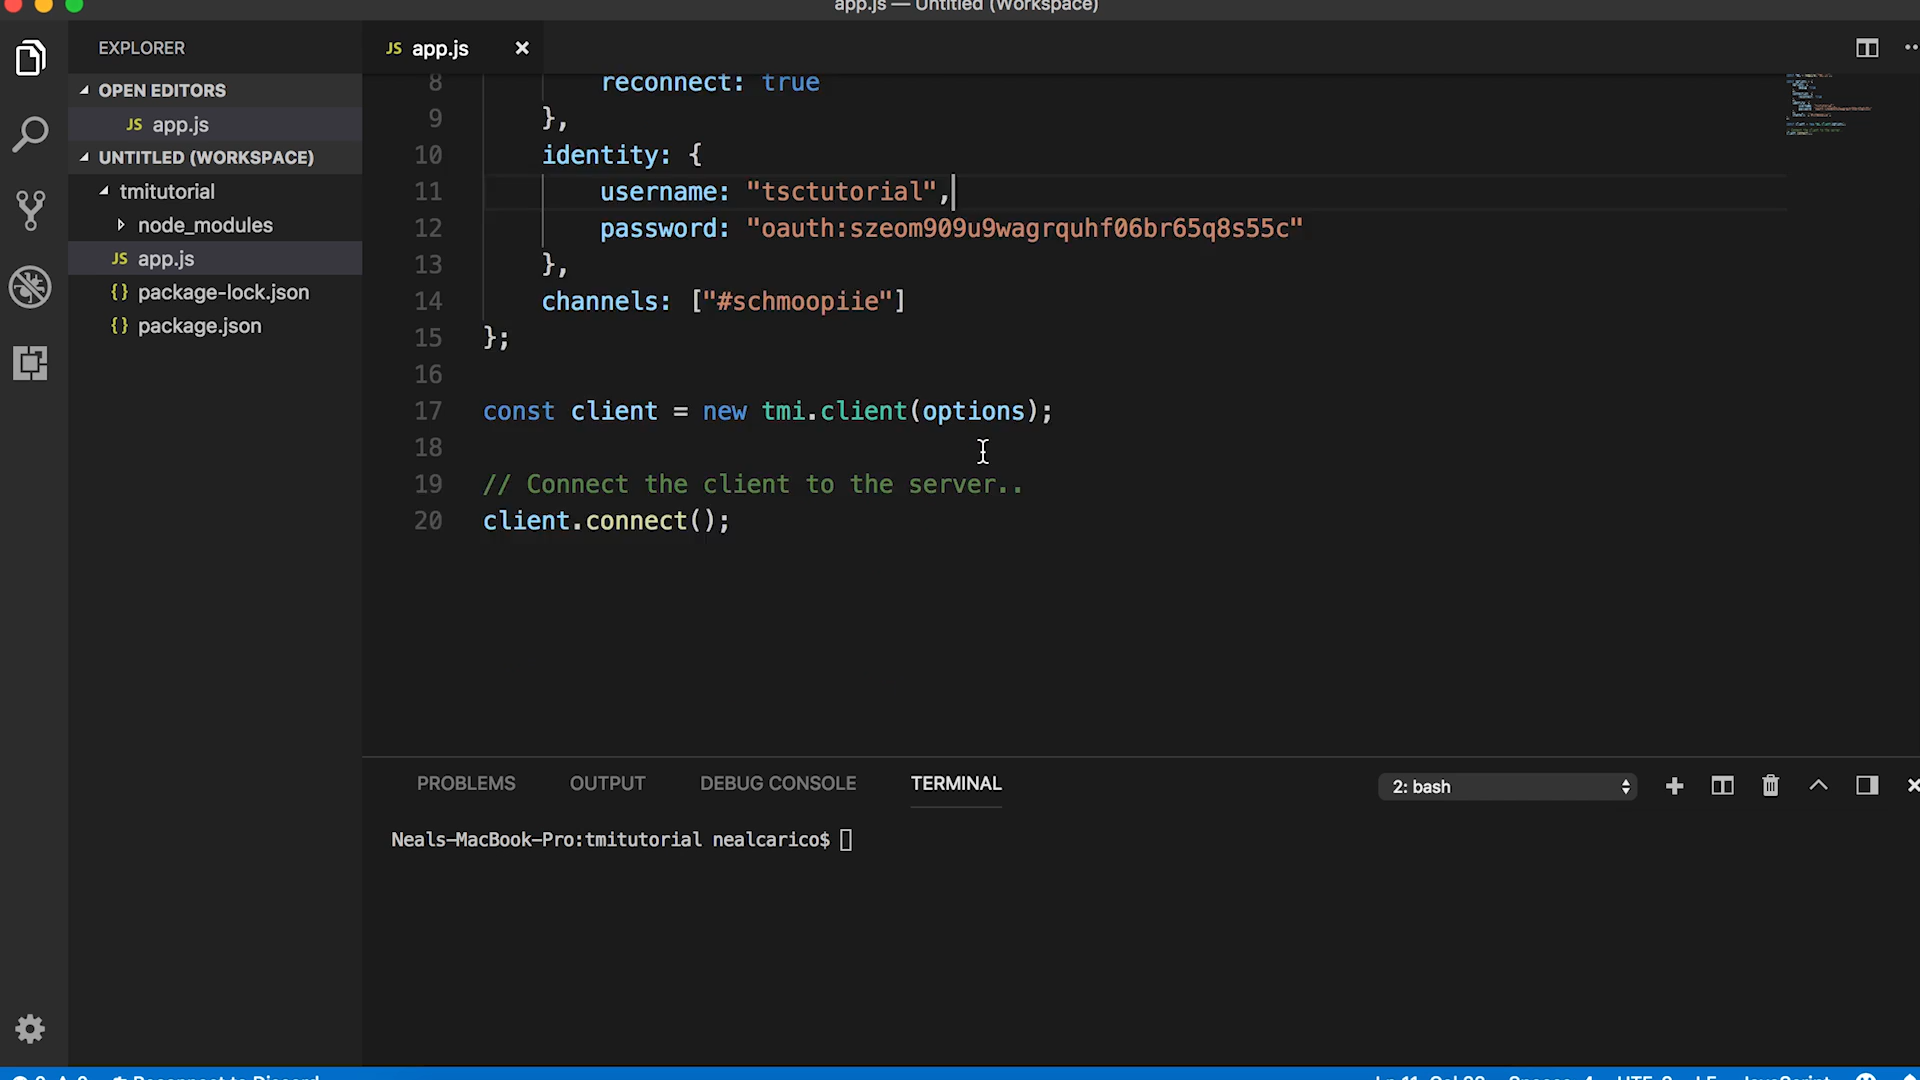 app.js — Untitled (Workspace)
EXPLORER
OPEN EDITORS
JS app.js
UNTITLED (WORKSPACE)
tmitutorial
node_modules
JS app.js
{} package-lock.json
{} package.json
JS app.js
8 reconnect: true
9 },
10 identity: {
11 username: "tsctutorial",
12 password: "oauth:szeom909u9wagrquhf06br65q8s55c"
13 },
14 channels: ["#schmoopiie"]
15 };
16
17 const client = new tmi.client(options);
18
19 // Connect the client to the server..
20 client.connect();
PROBLEMS OUTPUT DEBUG CONSOLE TERMINAL
2: bash
Neals-MacBook-Pro:tmitutorial nealcarico$
Reconnect to Discord